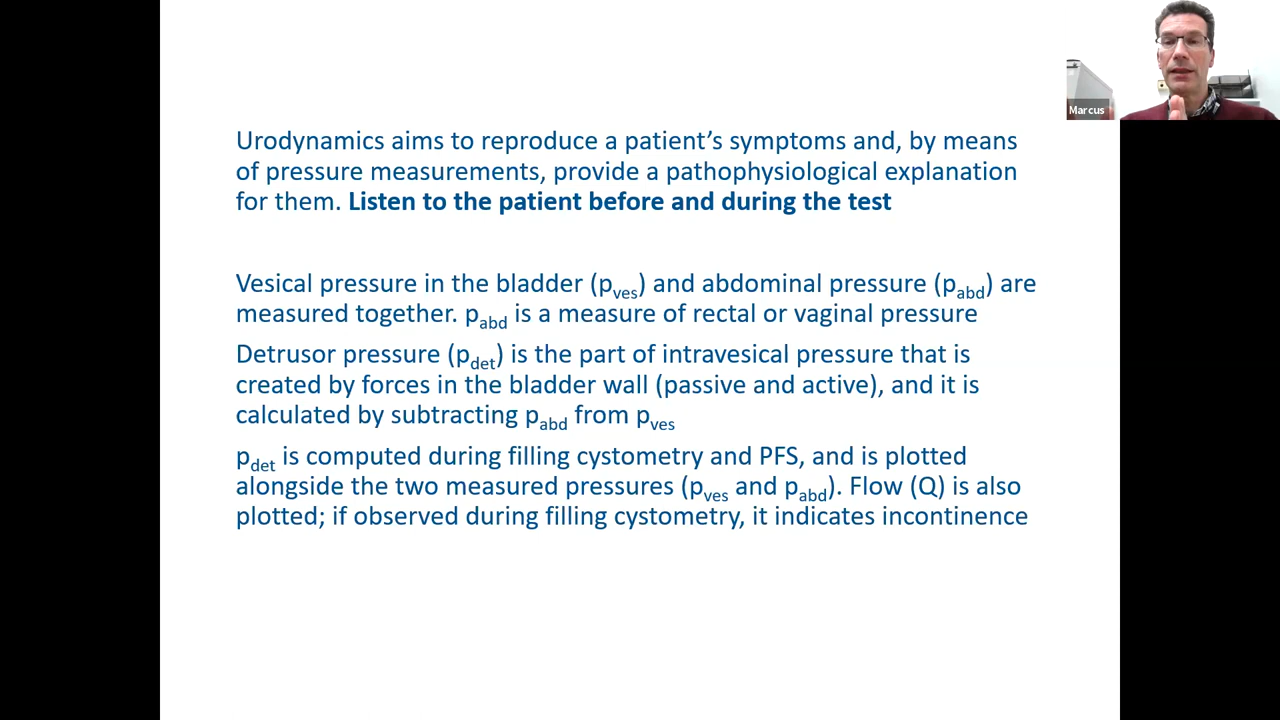 Urodynamics aims to reproduce a patient’s symptoms and, by means
of pressure measurements, provide a pathophysiological explanation
for them. Listen to the patient before and during the test
Vesical pressure in the bladder (pves) and abdominal pressure (pabd) are
measured together. pabd is a measure of rectal or vaginal pressure
Detrusor pressure (pdet) is the part of intravesical pressure that is
created by forces in the bladder wall (passive and active), and it is
calculated by subtracting pabd from pves
pdet is computed during filling cystometry and PFS, and is plotted
alongside the two measured pressures (pves and pabd). Flow (Q) is also
plotted; if observed during filling cystometry, it indicates incontinence
Marcus